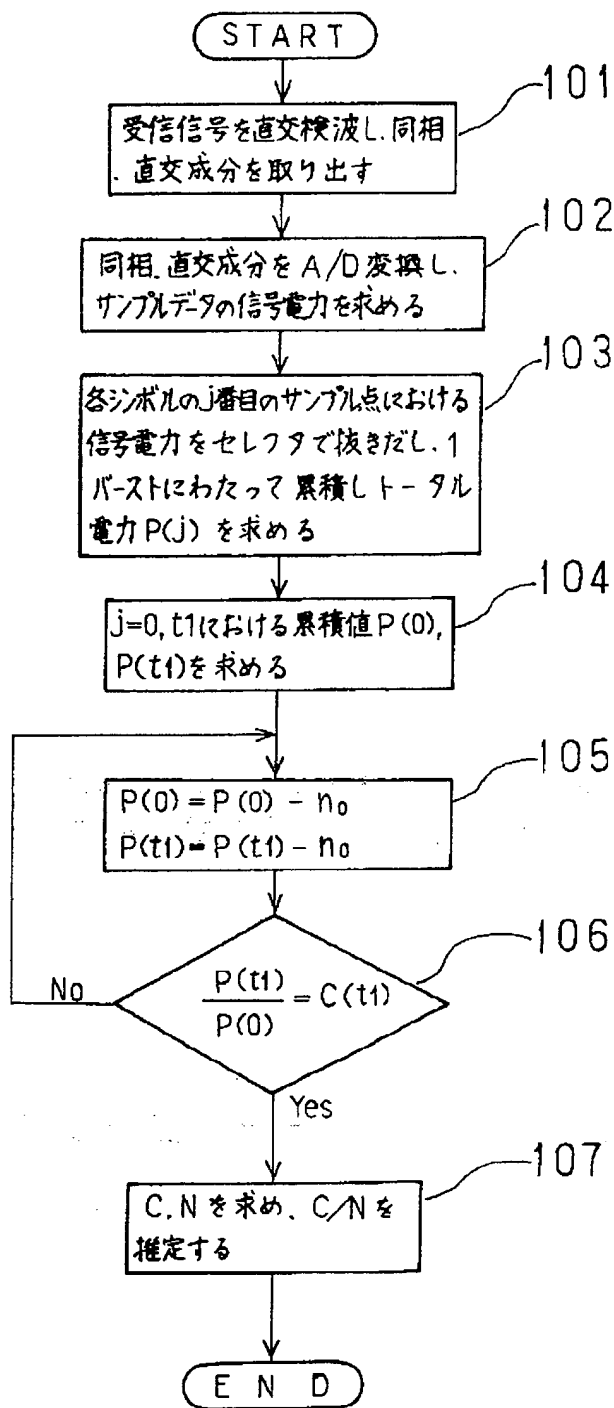 START
101
受信信号を直交検波し、同相
、直交成分を取り出す
102
同相、直交成分をA/D変換し、
サンプルデータの信号電力を求める
103
各シンボルのj番目のサンプル点における
信号電力をセレクタで抜きだし、1
バーストにわたって累積しトータル
電力P(j)を求める
104
j=0,t1における累積値P(0),
P(t1)を求める
105
P(0)=P(0)-n0
P(t1)=P(t1)-n0
106
P(t1)
P(0)
=C(t1)
No
Yes
107
C,Nを求め、C/Nを
推定する
END